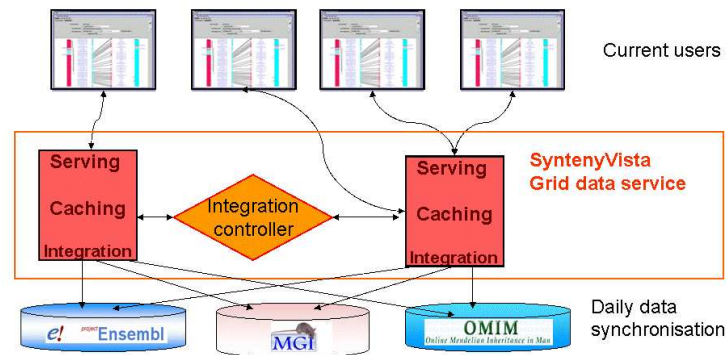 Current users
SyntenyVista
Grid data service
Serving
Caching
Integration
Integration
controller
Serving
Caching
Integration
Daily data
synchronisation
e!
project
Ensembl
MGI
OMIM
Online Mendelian Inheritance in Man